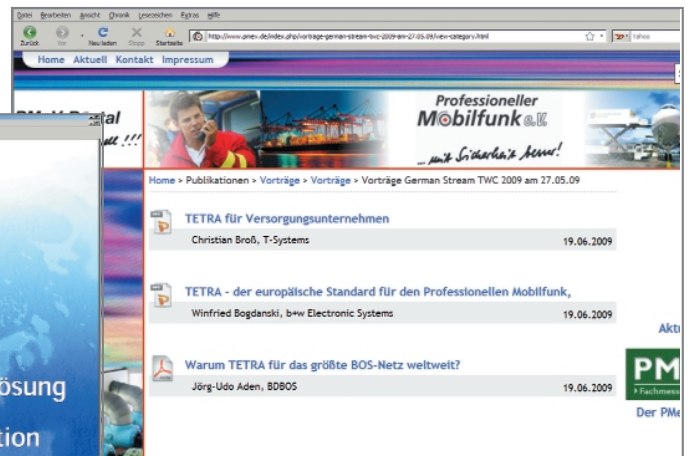 Datei Bearbeiten Ansicht Chronik Lesezeichen Extras Hilfe
Zurück Vor Neu laden Stopp Startseite http://www.pmev.de/index.php/vortrage-german-stream-twc-2009-am-27.05.09/view-category.html Yahoo
Home Aktuell Kontakt Impressum
Professioneller
Mobilfunk e.V.
... mit Sicherheit besser!
Home > Publikationen > Vorträge > Vorträge > Vorträge German Stream TWC 2009 am 27.05.09
TETRA für Versorgungsunternehmen
Christian Broß, T-Systems 19.06.2009
TETRA - der europäische Standard für den Professionellen Mobilfunk,
Winfried Bogdanski, b+w Electronic Systems 19.06.2009
Warum TETRA für das größte BOS-Netz weltweit?
Jörg-Udo Aden, BDBOS 19.06.2009
Aktu
PM
Fachmess
Der PMe
ösung
tion